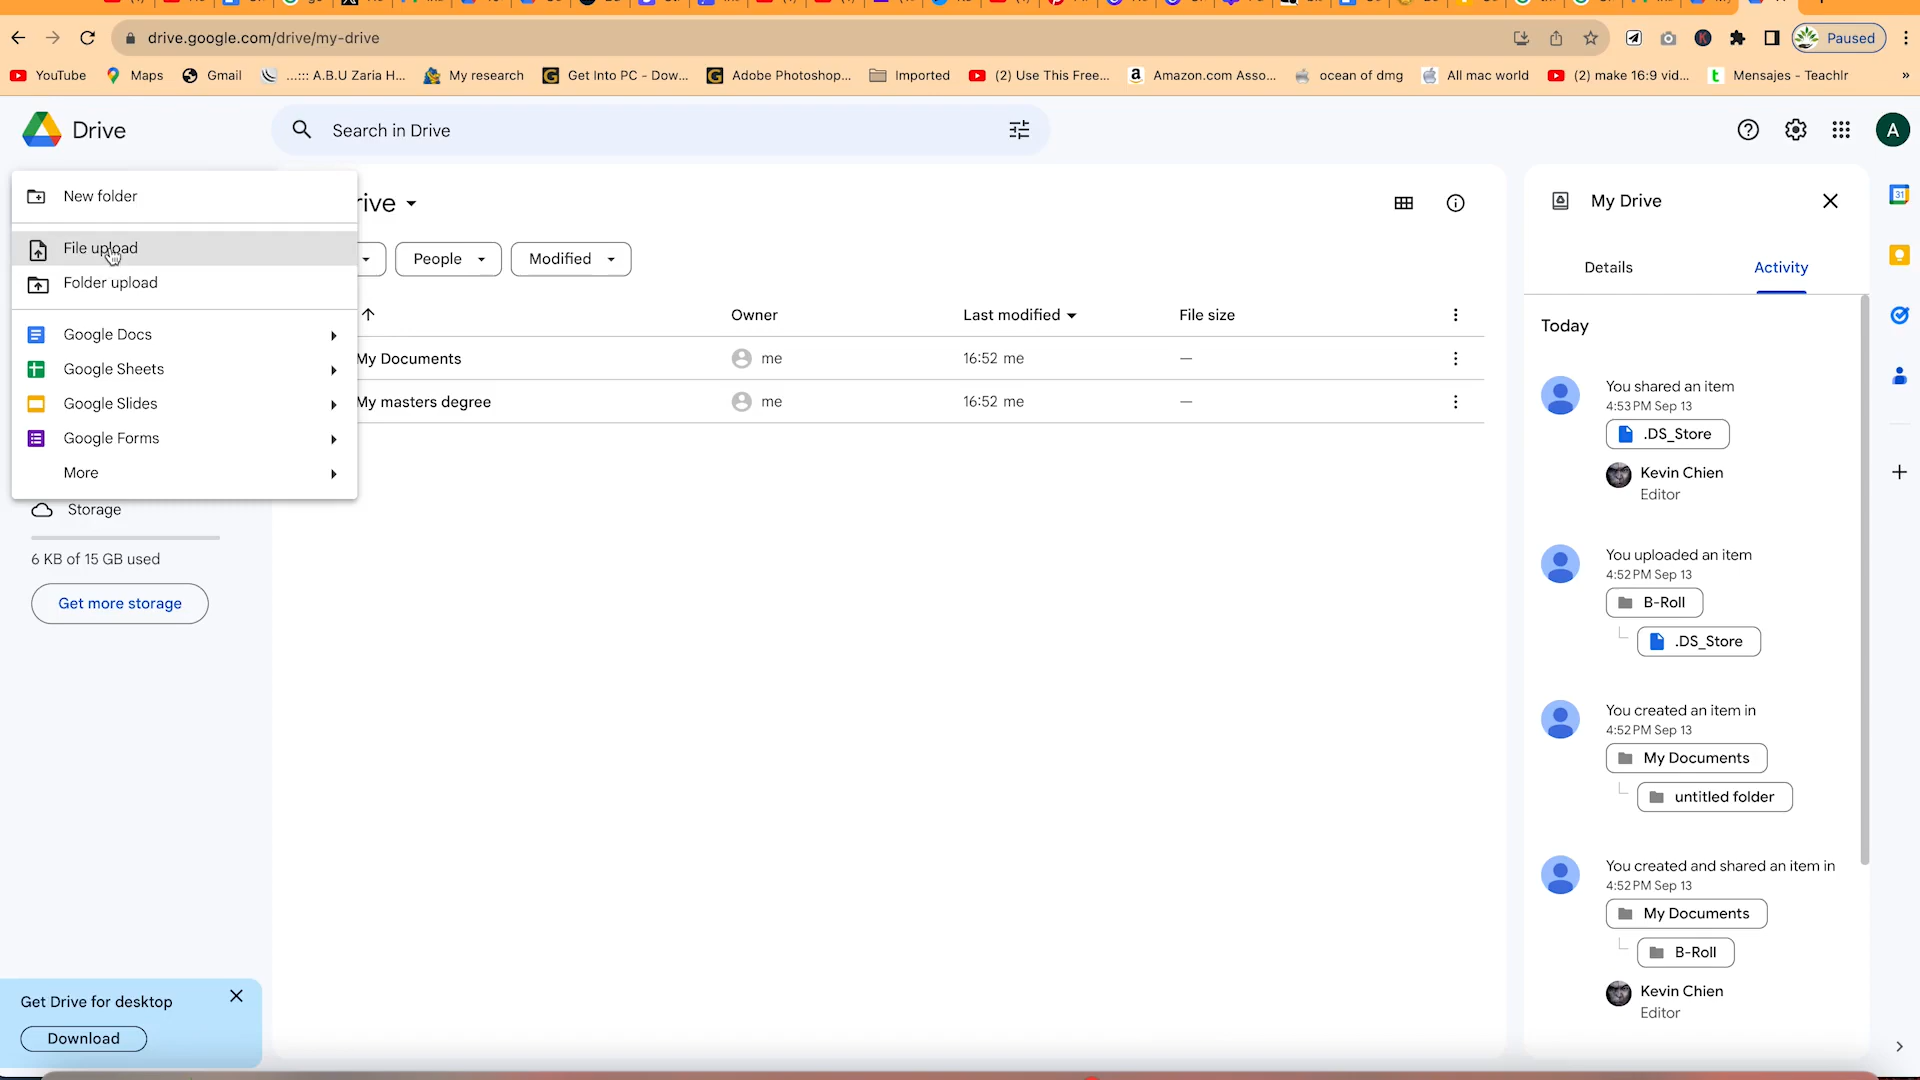 drive.google.com/drive/my-drive
Paused
YouTube
Maps
Gmail
...::: A.B.U Zaria H...
My research
Get Into PC - Dow...
Adobe Photoshop...
Imported
(2) Use This Free...
Amazon.com Asso...
ocean of dmg
All mac world
(2) make 16:9 vid...
Mensajes - Teachlr
»
Drive
Search in Drive
A
New folder
File upload
Folder upload
Google Docs
Google Sheets
Google Slides
Google Forms
More
Storage
6 KB of 15 GB used
Get more storage
Get Drive for desktop
Download
rive
People
Modified
Owner
Last modified
File size
My Documents
me
16:52 me
—
My masters degree
me
16:52 me
—
My Drive
Details
Activity
Today
You shared an item
4:53 PM Sep 13
.DS_Store
Kevin Chien
Editor
You uploaded an item
4:52 PM Sep 13
B-Roll
.DS_Store
You created an item in
4:52 PM Sep 13
My Documents
untitled folder
You created and shared an item in
4:52 PM Sep 13
My Documents
B-Roll
Kevin Chien
Editor
31